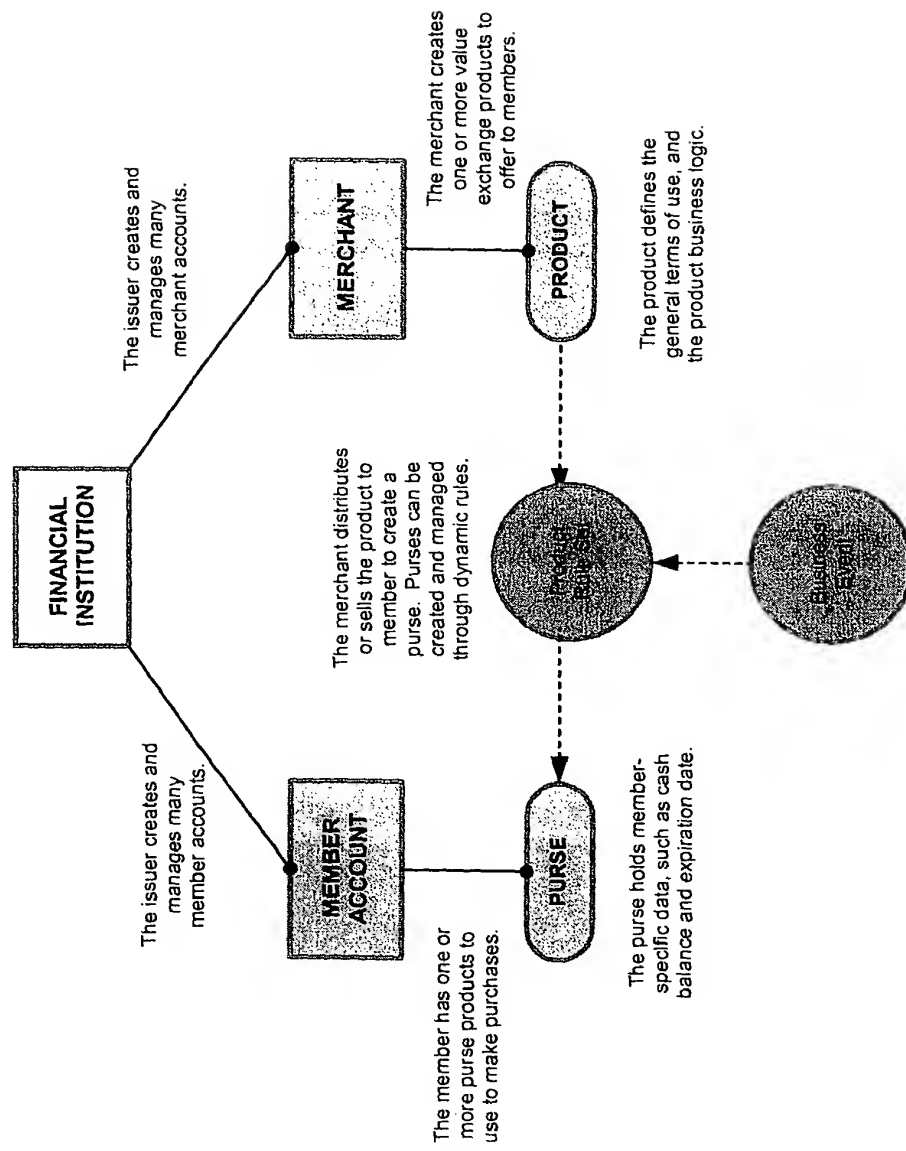 FINANCIAL
INSTITUTION
The issuer creates and
manages many
member accounts.
The issuer creates and
manages many
merchant accounts.
MEMBER
ACCOUNT
MERCHANT
The member has one or
more purse products to
use to make purchases.
The merchant distributes
or sells the product to
member to create a
purse. Purses can be
created and managed
through dynamic rules.
The merchant creates
one or more value
exchange products to
offer to members.
PURSE
Product
Rule Set
PRODUCT
The purse holds member-
specific data, such as cash
balance and expiration date.
The product defines the
general terms of use, and
the product business logic.
Business
Event